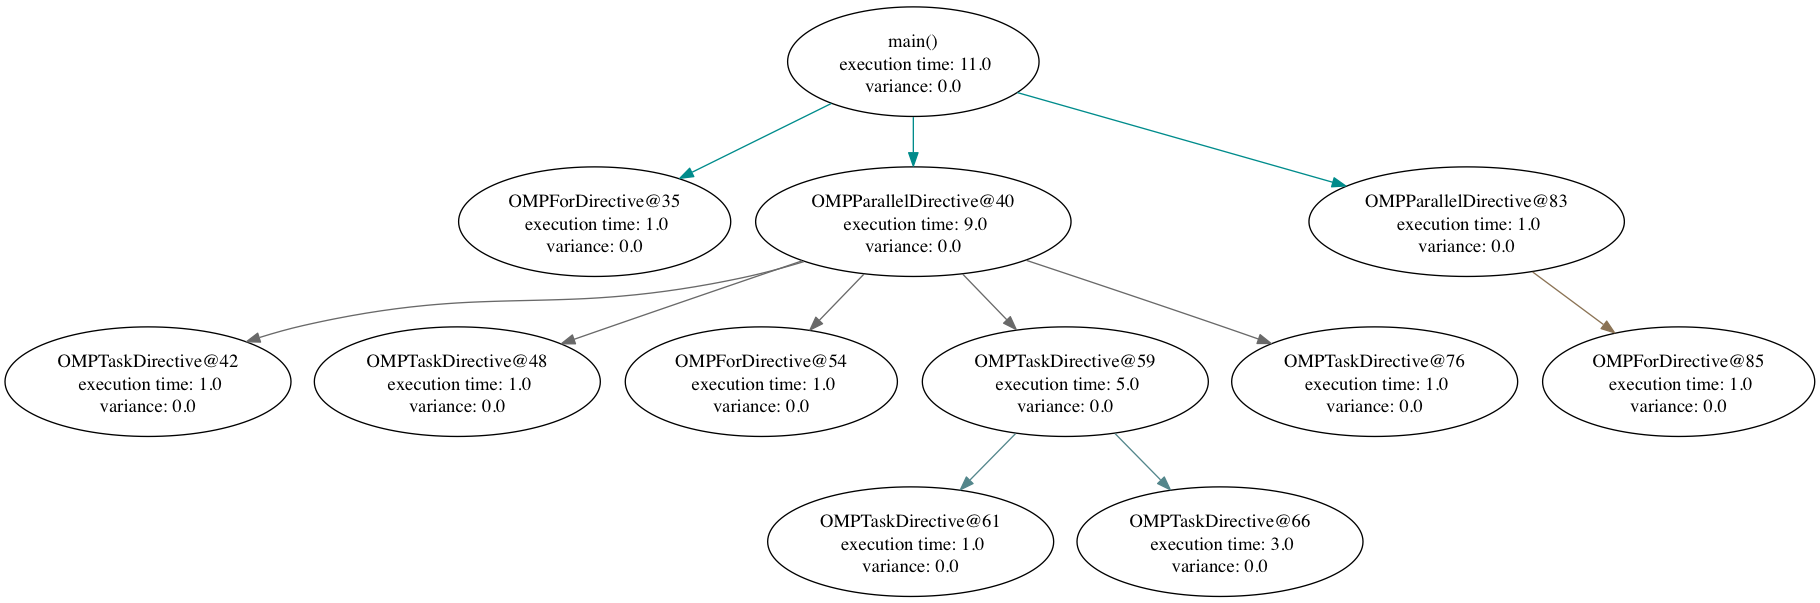 main()
execution time: 11.0
variance: 0.0
OMPForDirective@35
execution time: 1.0
variance: 0.0
OMPParallelDirective@40
execution time: 9.0
variance: 0.0
OMPParallelDirective@83
execution time: 1.0
variance: 0.0
OMPTaskDirective@42
execution time: 1.0
variance: 0.0
OMPTaskDirective@48
execution time: 1.0
variance: 0.0
OMPForDirective@54
execution time: 1.0
variance: 0.0
OMPTaskDirective@59
execution time: 5.0
variance: 0.0
OMPTaskDirective@76
execution time: 1.0
variance: 0.0
OMPForDirective@85
execution time: 1.0
variance: 0.0
OMPTaskDirective@61
execution time: 1.0
variance: 0.0
OMPTaskDirective@66
execution time: 3.0
variance: 0.0